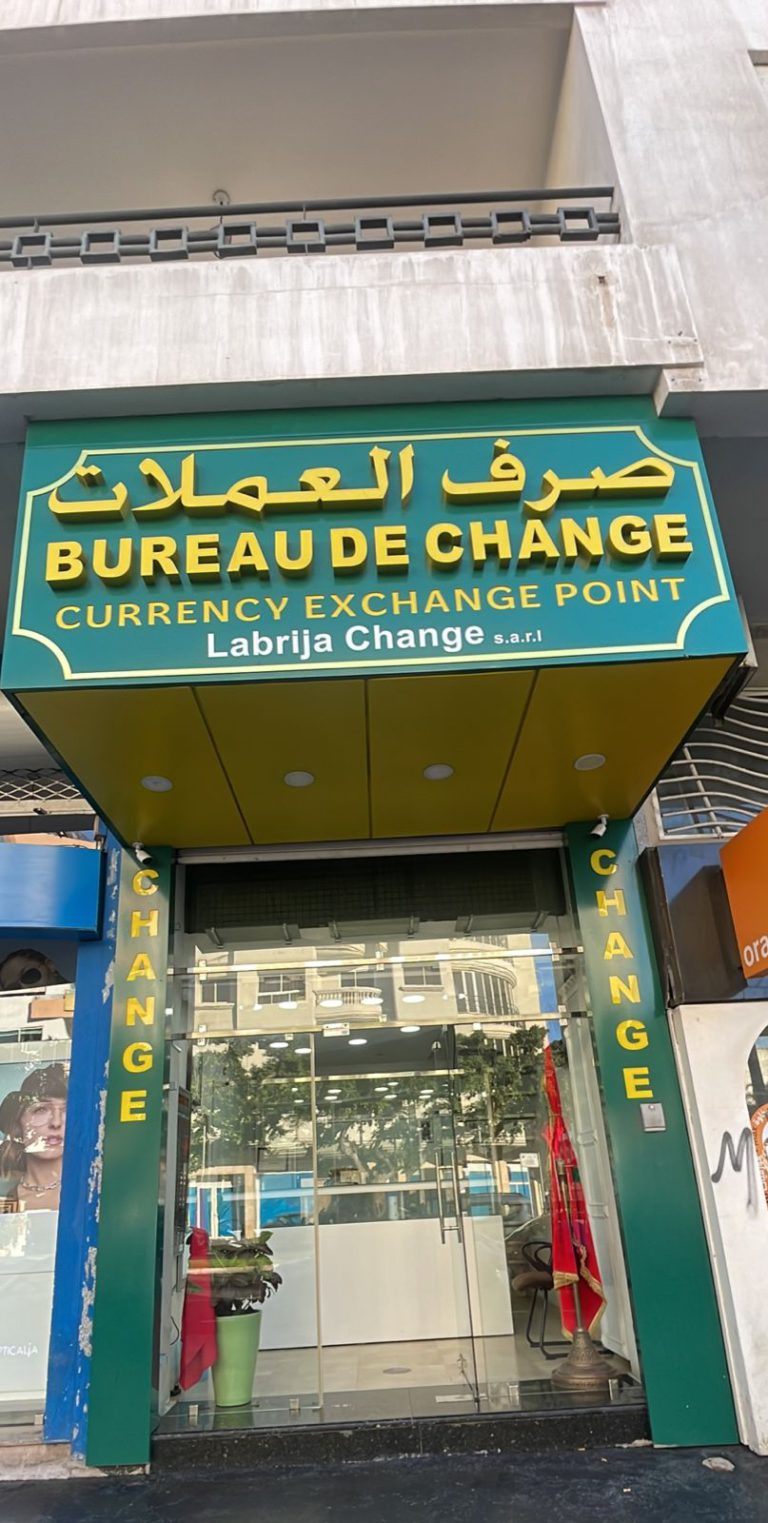 صرف العملات
BUREAU DE CHANGE
CURRENCY EXCHANGE POINT
Labrija Change s.a.r.l
CHANGE
CHANGE